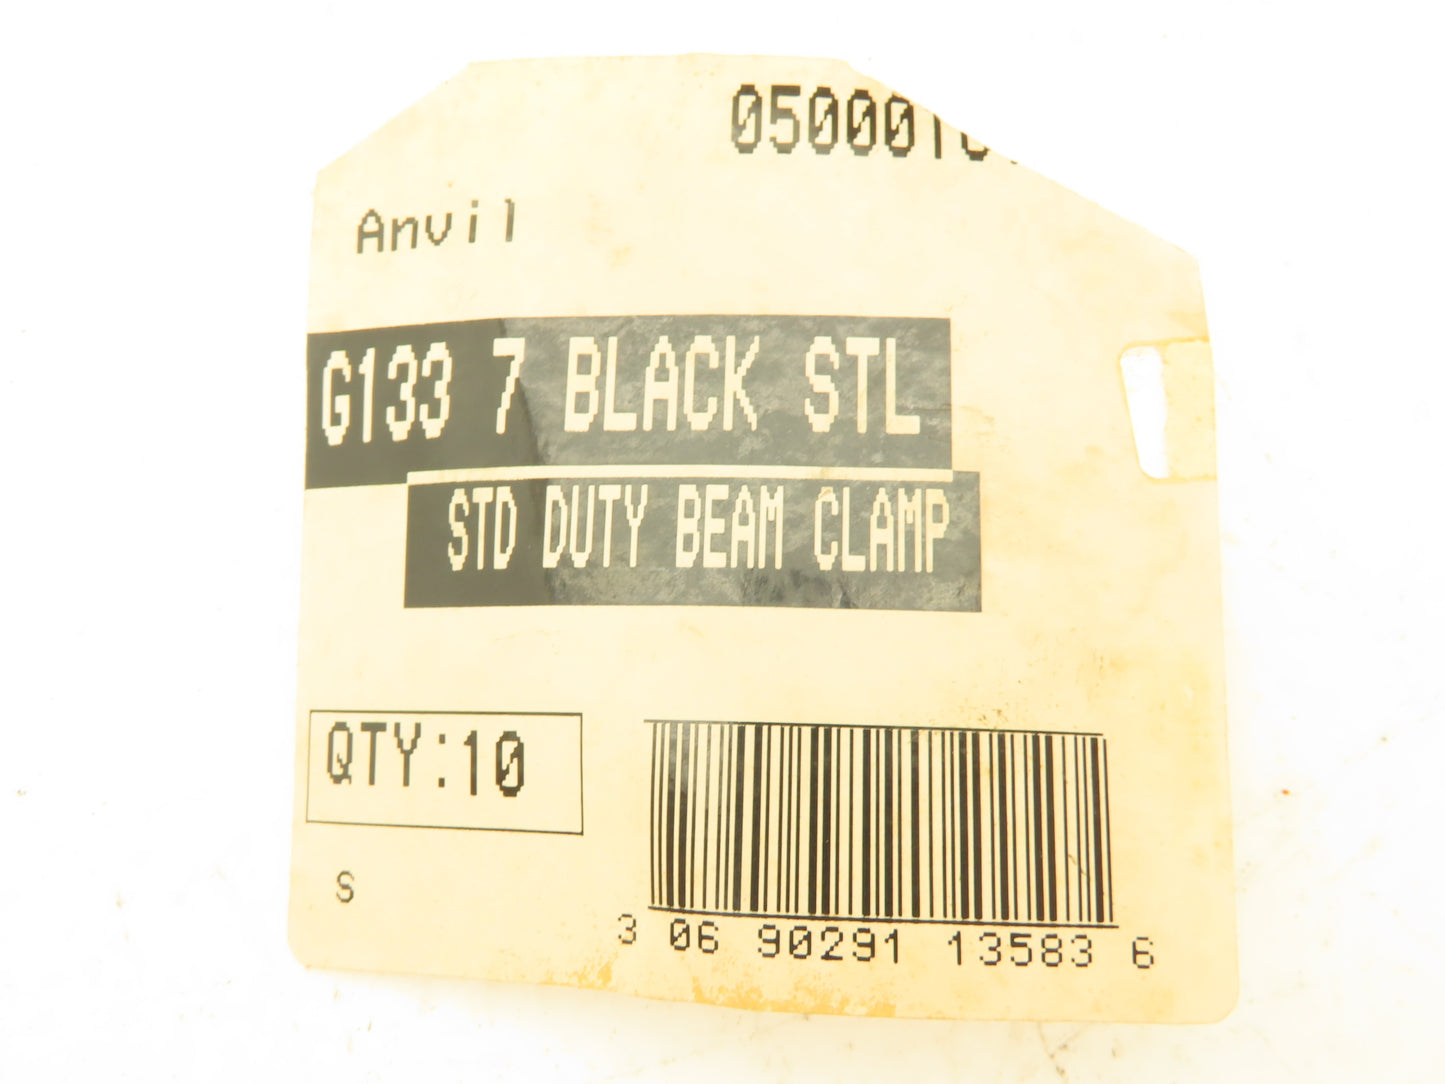 Anvil
G133 7 BLACK STL
STD DUTY BEAM CLAMP
QTY:10
S
3 06 90291 13583 6